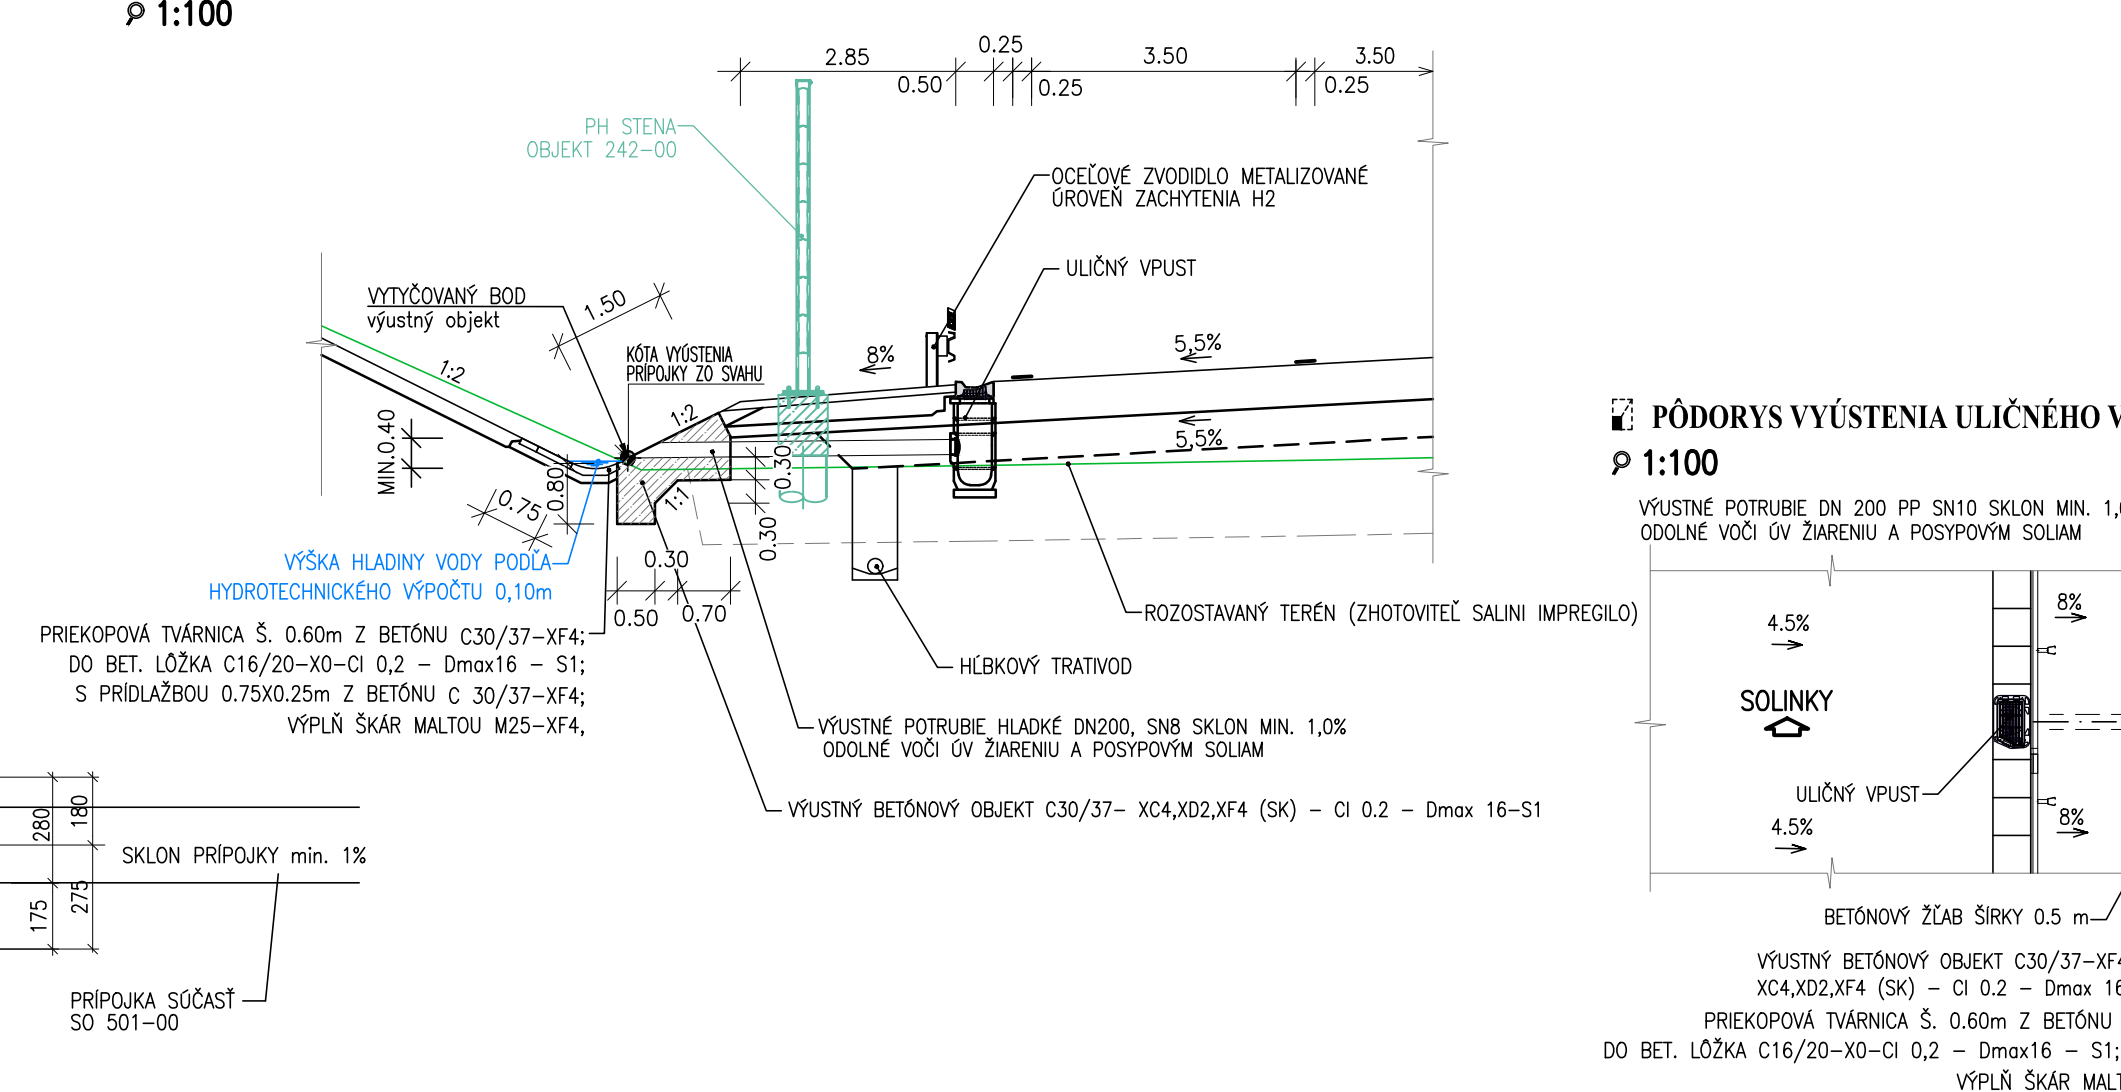 1:100
2.85
0.25
3.50
3.50
0.50
0.25
0.25
PH STENA
OBJEKT 242-00
OCEĽOVÉ ZVODIDLO METALIZOVANÉ
ÚROVEŇ ZACHYTENIA H2
ULIČNÝ VPUST
VYTYČOVANÝ BOD
výustný objekt
1.50
KÓTA VYÚSTENIA
PRÍPOJKY ZO SVAHU
8%
5,5%
1:2
1:2
5,5%
MIN.0.40
0.80
0.75
1:1
0.30
0.30
VÝŠKA HLADINY VODY PODĽA
HYDROTECHNICKÉHO VÝPOČTU 0,10m
0.30
0.50
0.70
PRIEKOPOVÁ TVÁRNICA Š. 0.60m Z BETÓNU C30/37-XF4;
DO BET. LÔŽKA C16/20-X0-CI 0,2 - Dmax16 - S1;
S PRÍDLAŽBOU 0.75X0.25m Z BETÓNU C 30/37-XF4;
VÝPLŇ ŠKÁR MALTOU M25-XF4,
ROZOSTAVANÝ TERÉN (ZHOTOVITEĽ SALINI IMPREGILO)
HĹBKOVÝ TRATIVOD
VÝUSTNÉ POTRUBIE HLADKÉ DN200, SN8 SKLON MIN. 1,0%
ODOLNÉ VOČI ÚV ŽIARENIU A POSYPOVÝM SOLIAM
VÝUSTNÝ BETÓNOVÝ OBJEKT C30/37- XC4,XD2,XF4 (SK) - CI 0.2 - Dmax 16-S1
280
180
175
275
SKLON PRÍPOJKY min. 1%
PRÍPOJKA SÚČASŤ
SO 501-00
PÔDORYS VYÚSTENIA ULIČNÉHO V
1:100
VÝUSTNÉ POTRUBIE DN 200 PP SN10 SKLON MIN. 1,
ODOLNÉ VOČI ÚV ŽIARENIU A POSYPOVÝM SOLIAM
4.5%
8%
SOLINKY
ULIČNÝ VPUST
4.5%
8%
BETÓNOVÝ ŽĽAB ŠÍRKY 0.5 m
VÝUSTNÝ BETÓNOVÝ OBJEKT C30/37-XF4
XC4,XD2,XF4 (SK) - CI 0.2 - Dmax 16
PRIEKOPOVÁ TVÁRNICA Š. 0.60m Z BETÓNU
DO BET. LÔŽKA C16/20-X0-CI 0,2 - Dmax16 - S1;
VÝPLŇ ŠKÁR MALT